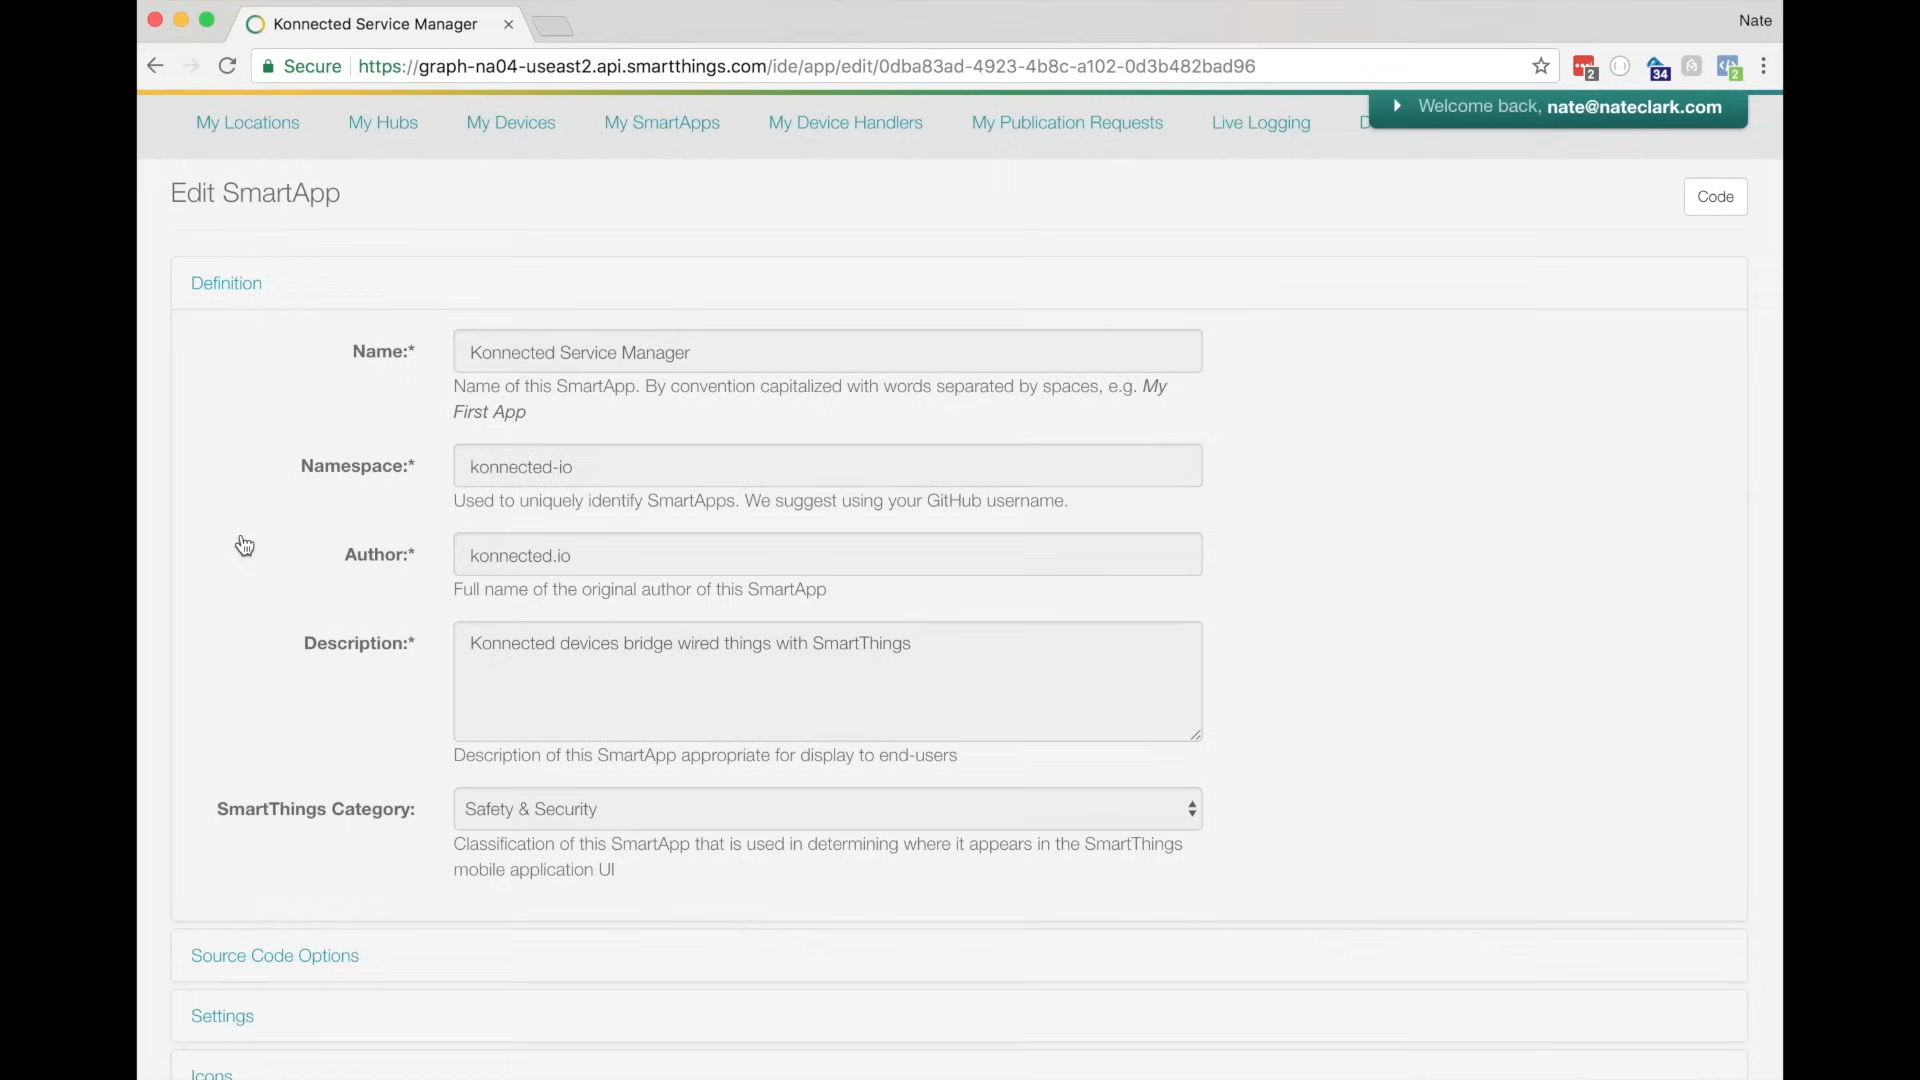 Konnected Service Manager
Nate
Secure https://graph-na04-useast2.api.smartthings.com/ide/app/edit/0dba83ad-4923-4b8c-a102-0d3b482bad96
2
34
2
Welcome back, nate@nateclark.com
My Locations My Hubs My Devices My SmartApps My Device Handlers My Publication Requests Live Logging
Edit SmartApp
Code
Definition
Name:*
Konnected Service Manager
Name of this SmartApp. By convention capitalized with words separated by spaces, e.g. My
First App
Namespace:*
konnected-io
Used to uniquely identify SmartApps. We suggest using your GitHub username.
Author:*
konnected.io
Full name of the original author of this SmartApp
Description:*
Konnected devices bridge wired things with SmartThings
Description of this SmartApp appropriate for display to end-users
SmartThings Category:
Safety & Security
Classification of this SmartApp that is used in determining where it appears in the SmartThings
mobile application UI
Source Code Options
Settings
Icons